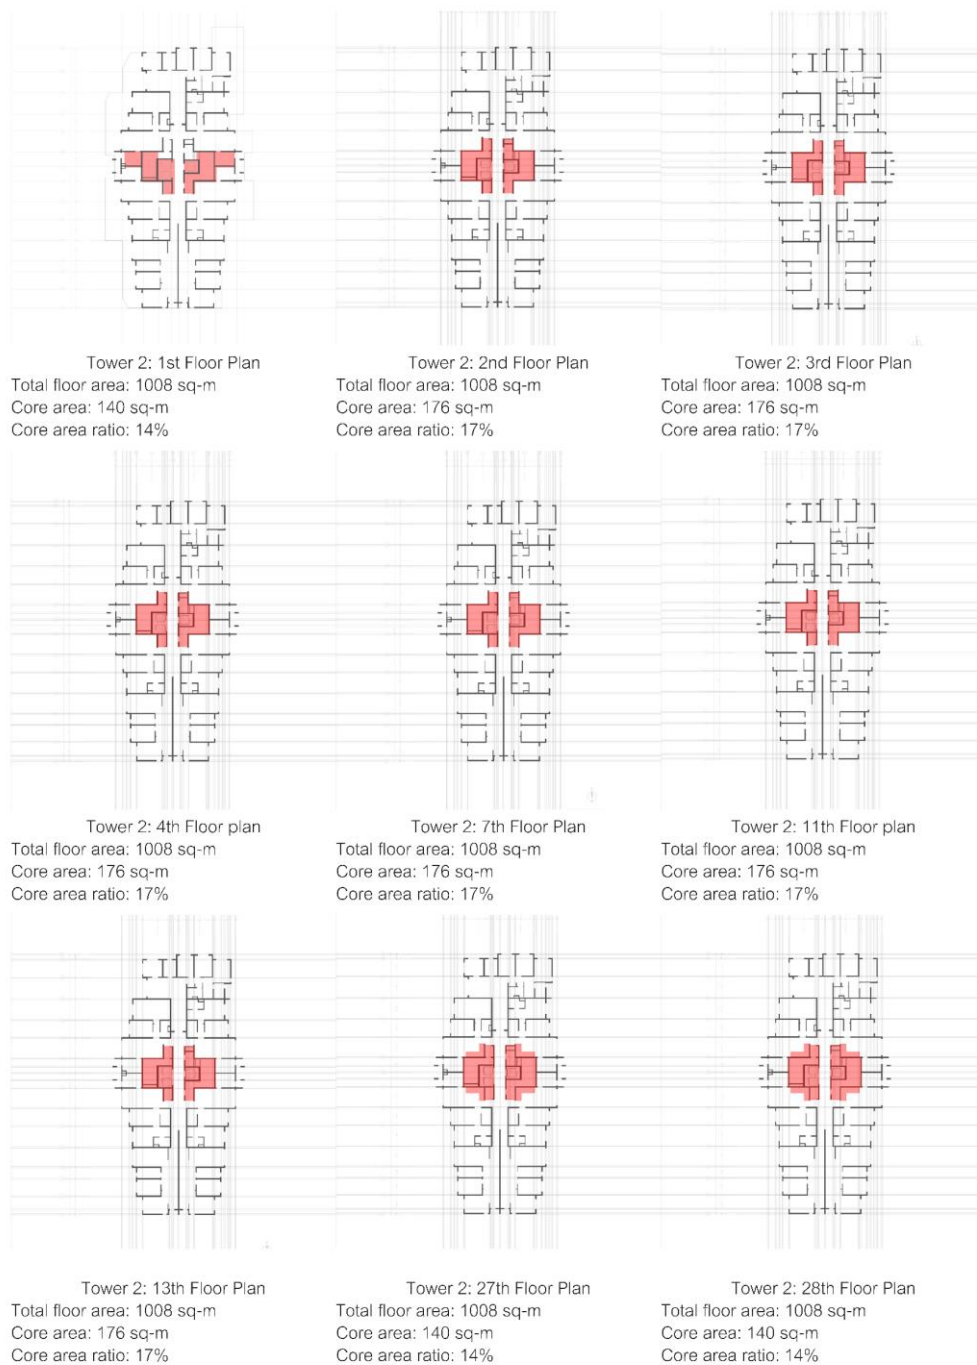 Tower 2: 1st Floor Plan
Total floor area: 1008 sq-m
Core area: 140 sq-m
Core area ratio: 14%
Tower 2: 2nd Floor Plan
Total floor area: 1008 sq-m
Core area: 176 sq-m
Core area ratio: 17%
Tower 2: 3rd Floor Plan
Total floor area: 1008 sq-m
Core area: 176 sq-m
Core area ratio: 17%
Tower 2: 4th Floor plan
Total floor area: 1008 sq-m
Core area: 176 sq-m
Core area ratio: 17%
Tower 2: 7th Floor Plan
Total floor area: 1008 sq-m
Core area: 176 sq-m
Core area ratio: 17%
Tower 2: 11th Floor plan
Total floor area: 1008 sq-m
Core area: 176 sq-m
Core area ratio: 17%
Tower 2: 13th Floor Plan
Total floor area: 1008 sq-m
Core area: 176 sq-m
Core area ratio: 17%
Tower 2: 27th Floor Plan
Total floor area: 1008 sq-m
Core area: 140 sq-m
Core area ratio: 14%
Tower 2: 28th Floor Plan
Total floor area: 1008 sq-m
Core area: 140 sq-m
Core area ratio: 14%